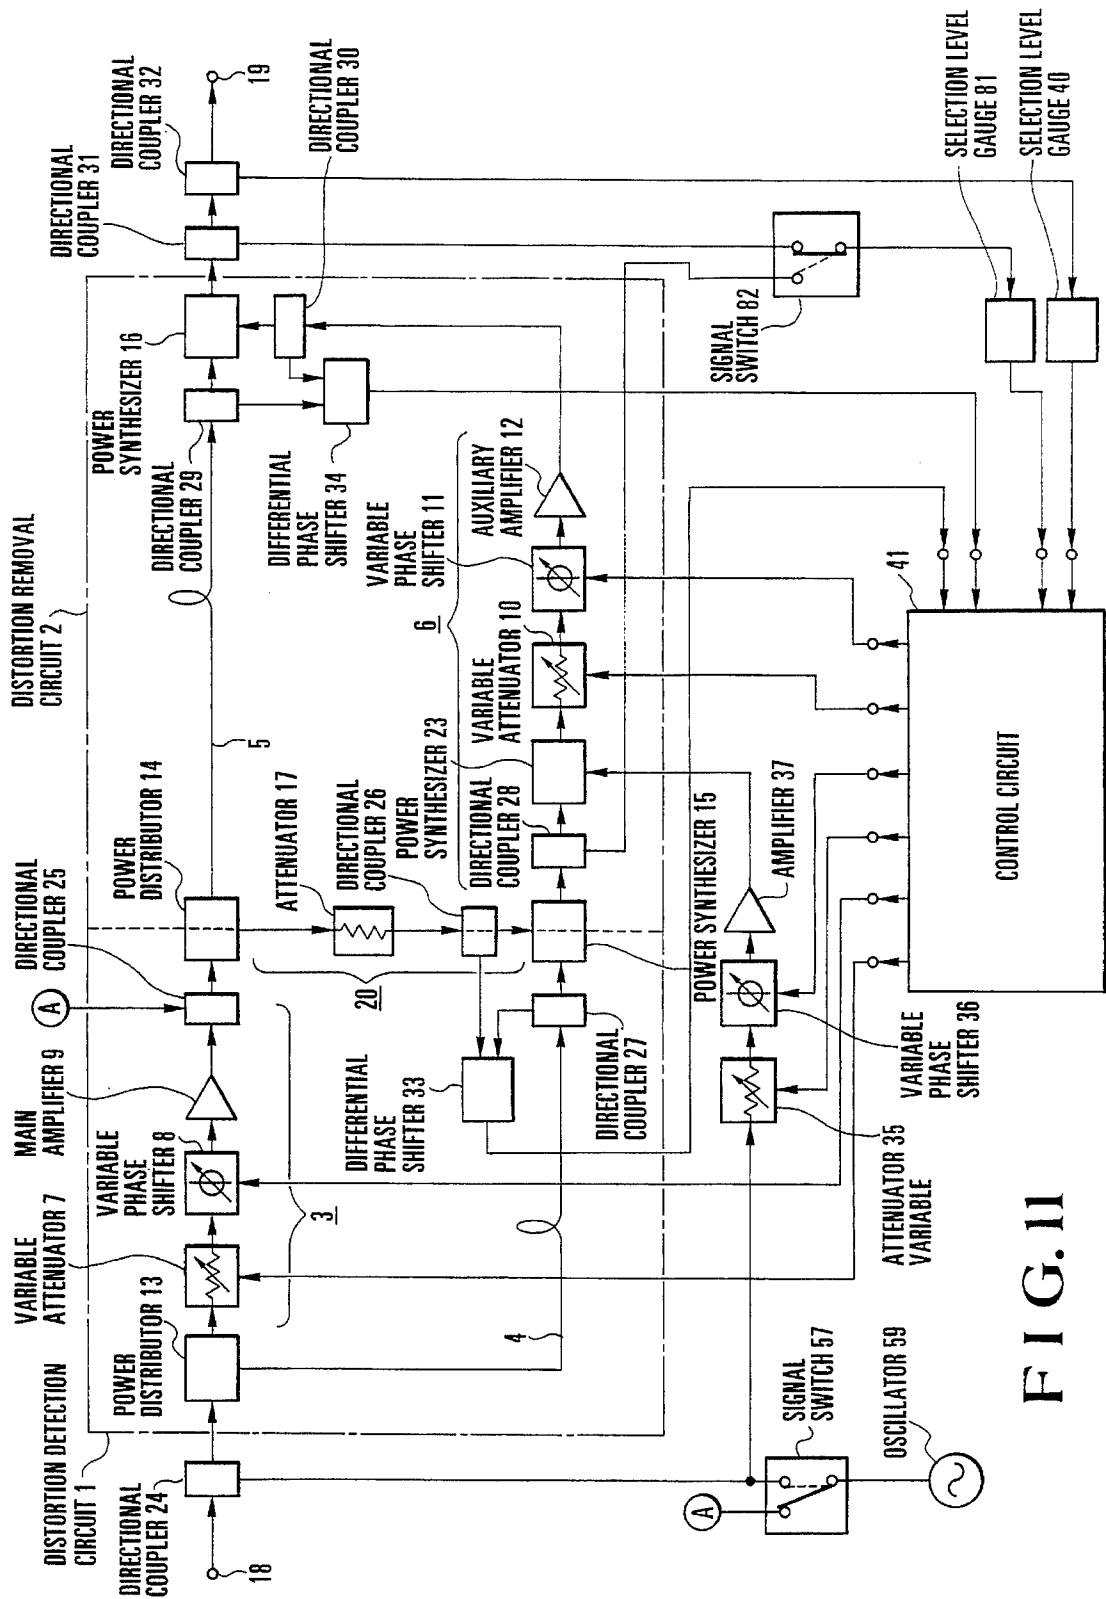 DISTORTION DETECTION
CIRCUIT 1
DISTORTION REMOVAL
CIRCUIT 2
DIRECTIONAL
COUPLER 24
18
POWER
DISTRIBUTOR 13
VARIABLE
ATTENUATOR 7
VARIABLE
PHASE
SHIFTER 8
MAIN
AMPLIFIER 9
3
A
DIRECTIONAL
COUPLER 25
POWER
DISTRIBUTOR 14
5
DIRECTIONAL
COUPLER 29
POWER
SYNTHESIZER 16
DIRECTIONAL
COUPLER 31
DIRECTIONAL
COUPLER 32
19
DIRECTIONAL
COUPLER 30
DIFFERENTIAL
PHASE
SHIFTER 34
ATTENUATOR 17
DIRECTIONAL
COUPLER 26
20
DIFFERENTIAL
PHASE
SHIFTER 33
4
DIRECTIONAL
COUPLER 27
POWER SYNTHESIZER 15
DIRECTIONAL
COUPLER 28
POWER
SYNTHESIZER 23
6
VARIABLE
ATTENUATOR 10
VARIABLE
PHASE
SHIFTER 11
AUXILIARY
AMPLIFIER 12
SIGNAL
SWITCH 82
SELECTION LEVEL
GAUGE 81
SELECTION LEVEL
GAUGE 40
A
SIGNAL
SWITCH 57
OSCILLATOR 59
ATTENUATOR 35
VARIABLE
VARIABLE
PHASE
SHIFTER 36
AMPLIFIER 37
CONTROL CIRCUIT
41
FIG.11